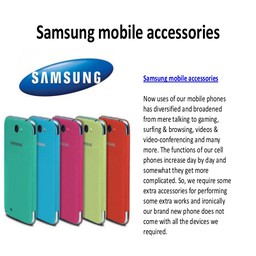 Samsung mobile accessories
SAMSUNG
Samsung mobile accessories
Now uses of our mobile phones
has diversified and broadened
from mere talking to gaming,
surfing & browsing, videos &
video-conferencing and many
more. The functions of our cell
phones increase day by day and
somewhat they get more
complicated. So, we require some
extra accessories for performing
some extra works and ironically
our brand new phone does not
come with all the devices we
required.